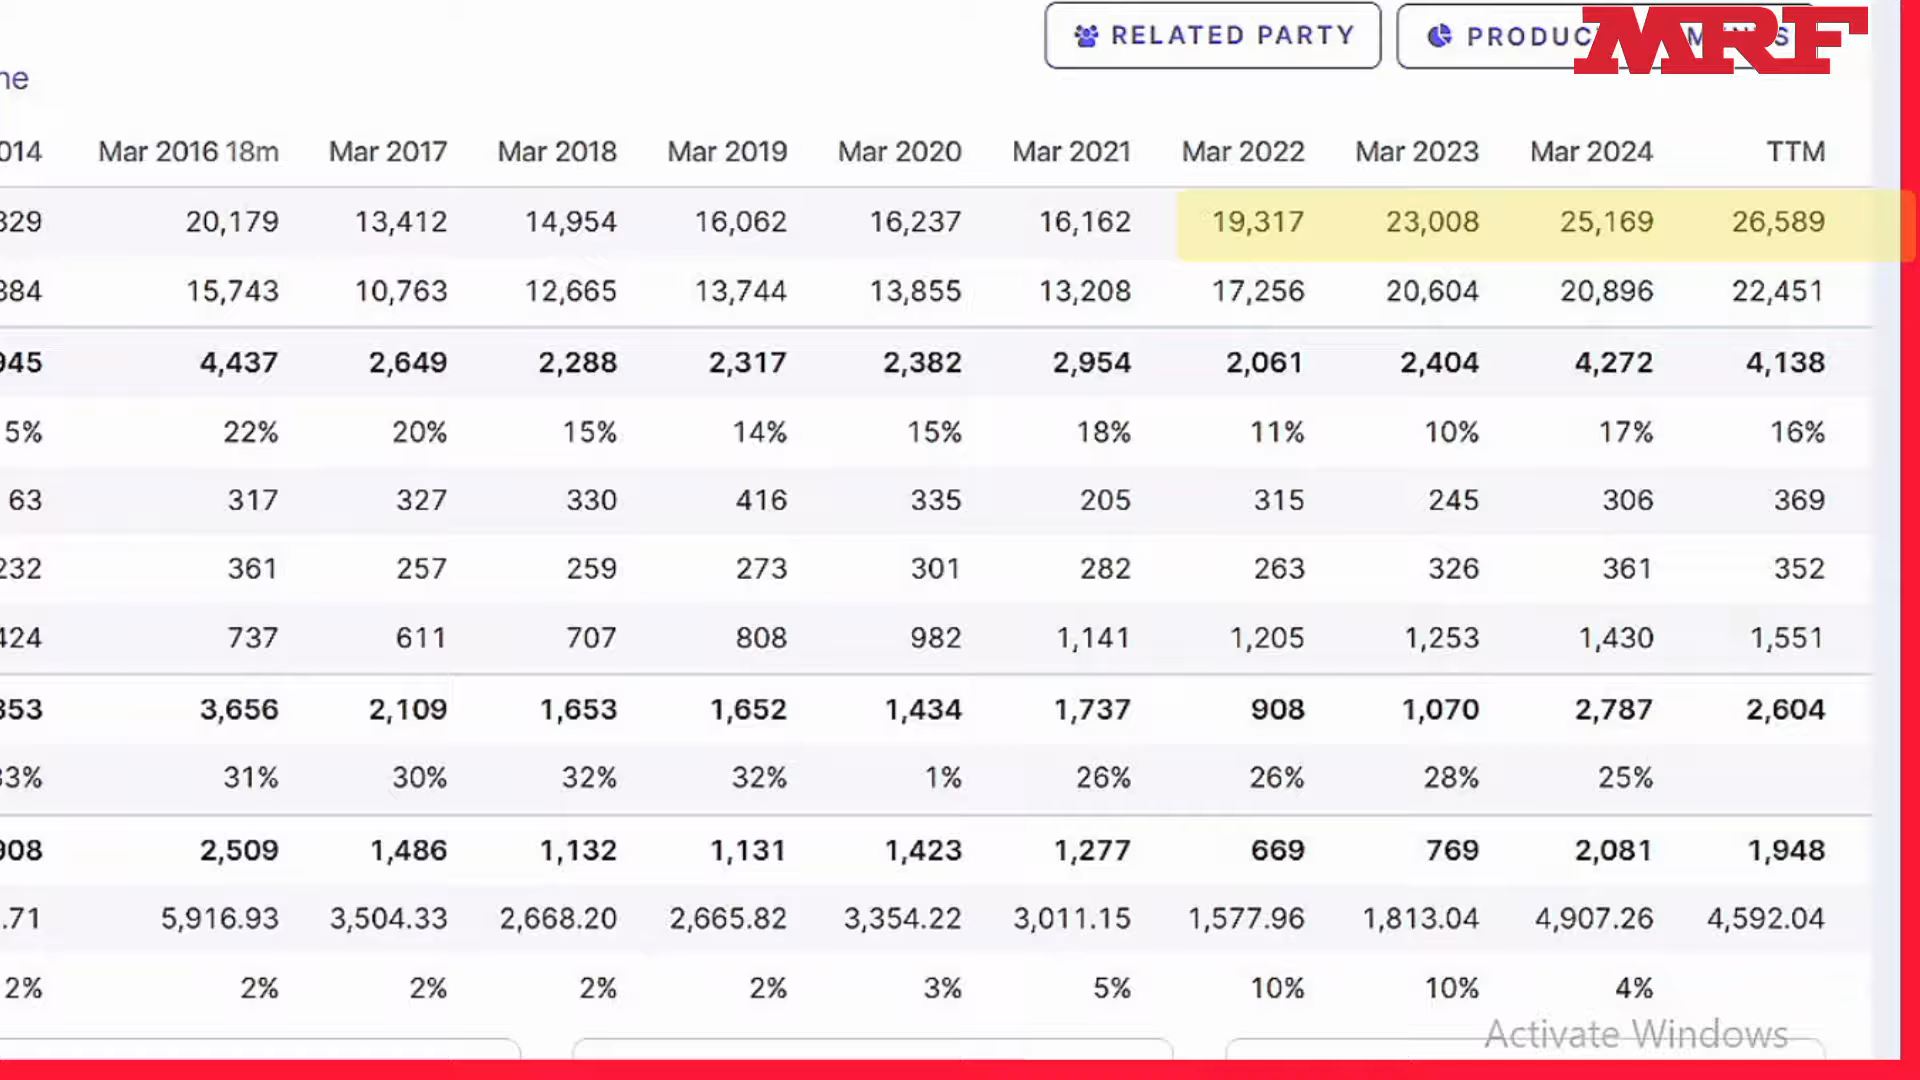 RELATED PARTY
PRODUC M N S
MRF
ne
014 Mar 2016 18m Mar 2017 Mar 2018 Mar 2019 Mar 2020 Mar 2021 Mar 2022 Mar 2023 Mar 2024 TTM
329 20,179 13,412 14,954 16,062 16,237 16,162 19,317 23,008 25,169 26,589
384 15,743 10,763 12,665 13,744 13,855 13,208 17,256 20,604 20,896 22,451
945 4,437 2,649 2,288 2,317 2,382 2,954 2,061 2,404 4,272 4,138
5% 22% 20% 15% 14% 15% 18% 11% 10% 17% 16%
63 317 327 330 416 335 205 315 245 306 369
232 361 257 259 273 301 282 263 326 361 352
424 737 611 707 808 982 1,141 1,205 1,253 1,430 1,551
353 3,656 2,109 1,653 1,652 1,434 1,737 908 1,070 2,787 2,604
33% 31% 30% 32% 32% 1% 26% 26% 28% 25%
908 2,509 1,486 1,132 1,131 1,423 1,277 669 769 2,081 1,948
.71 5,916.93 3,504.33 2,668.20 2,665.82 3,354.22 3,011.15 1,577.96 1,813.04 4,907.26 4,592.04
2% 2% 2% 2% 2% 3% 5% 10% 10% 4%
Activate Windows